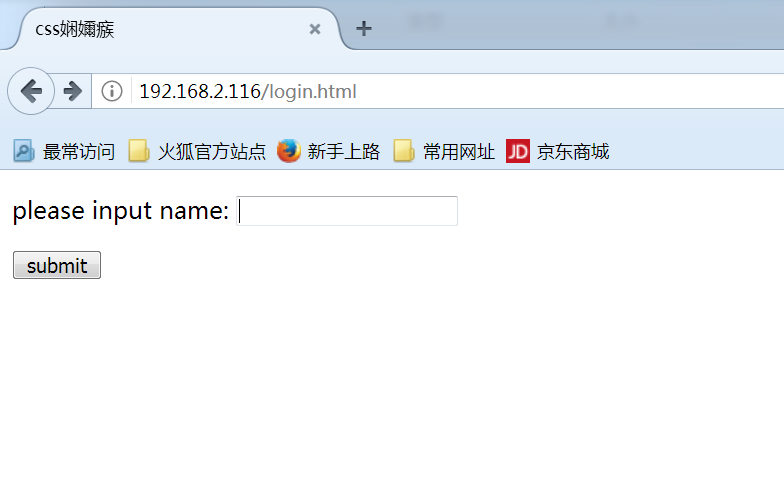 css娴嬭瘯
192.168.2.116/login.html
最常访问 火狐官方站点 新手上路 常用网址 JD 京东商城
please input name:
submit